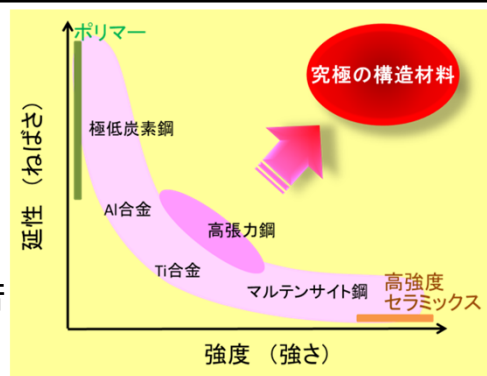 ポリマー
究極の構造材料
極低炭素鋼
延性 (ねばさ)
Al合金
高張力鋼
Ti合金
マルテンサイト鋼
高強度
セラミックス
強度 (強さ)